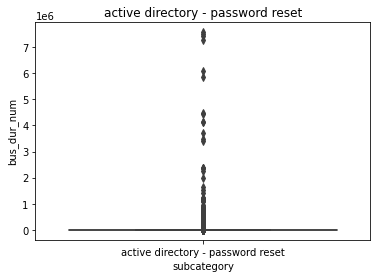 active directory - password reset
1e6
7
6
5
4
3
2
1
0
bus_dur_num
active directory - password reset
subcategory